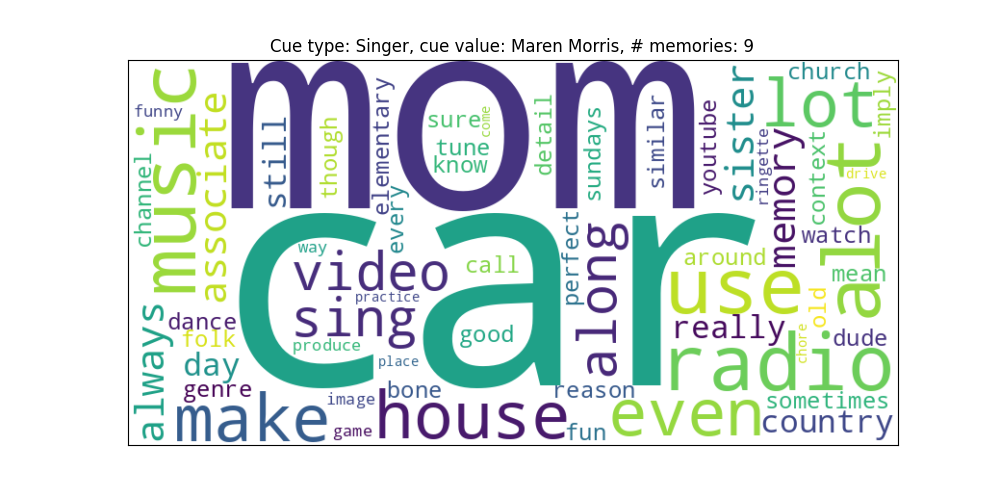 Cue type: Singer, cue value: Maren Morris, # memories: 9
mom
car
music
lot
alot
radio
use
even
house
make
video
sing
along
always
associate
still
though
elementary
every
sure
come
tune
know
detail
sundays
similar
youtube
sister
ringette
memory
context
church
imply
drive
watch
mean
around
old
really
chore
dude
sometimes
country
reason
fun
bone
game
image
genre
day
folk
dance
channel
funny
way
practice
produce
place
good
call
perfect